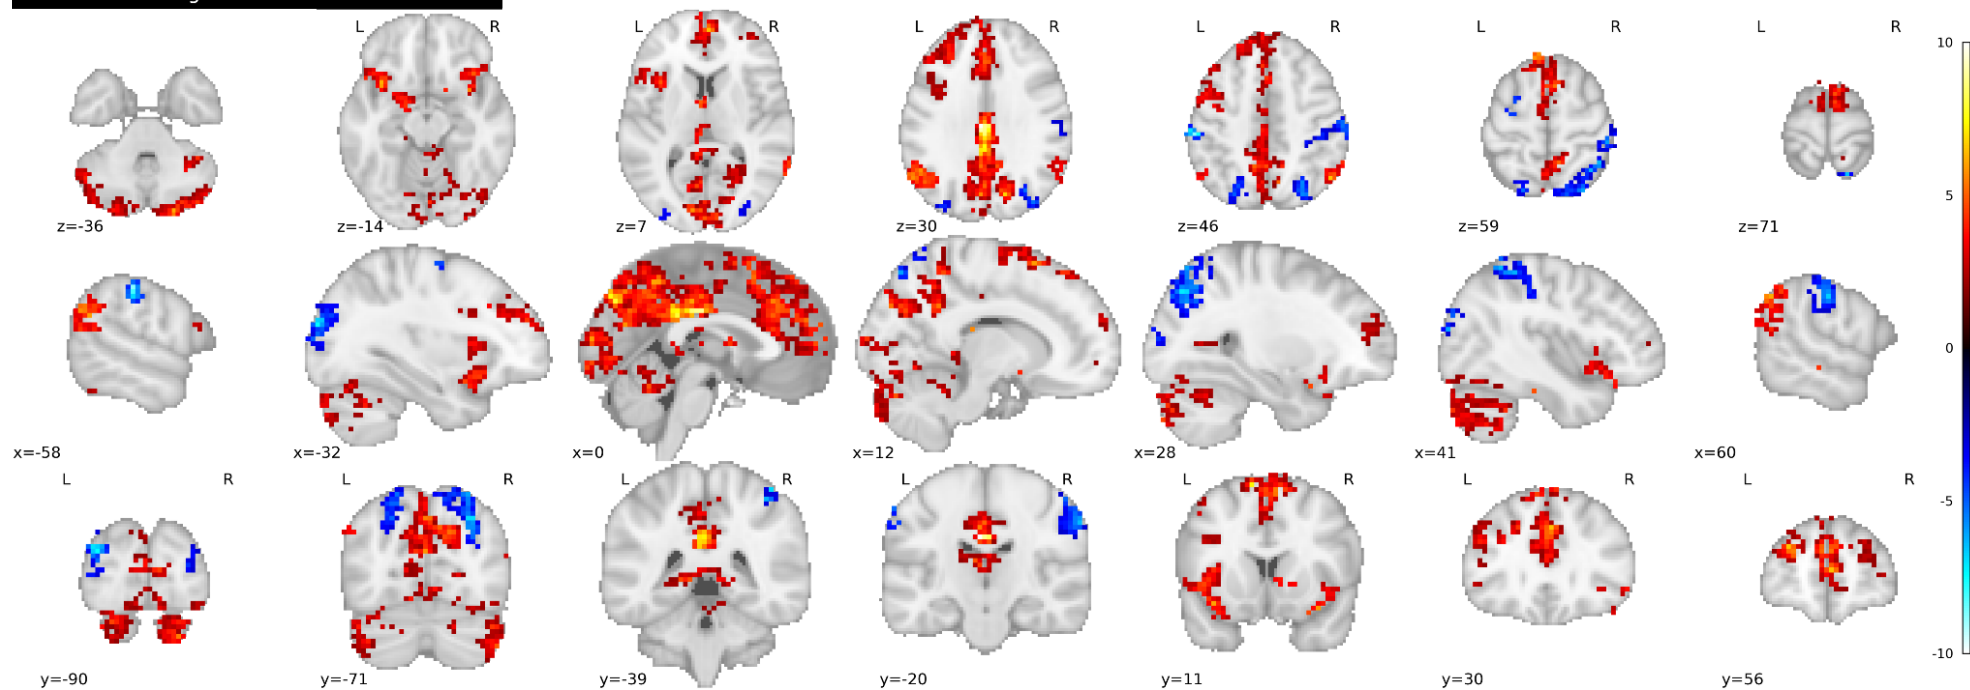 L R L R L R L R L R L R
10
z=-36 z=-14 z=7 z=30 z=46 z=59 z=71
5
0
x=-58 x=-32 x=0 x=12 x=28 x=41 x=60
L R L R L R L R L R L R L R
-5
-10
y=-90 y=-71 y=-39 y=-20 y=11 y=30 y=56